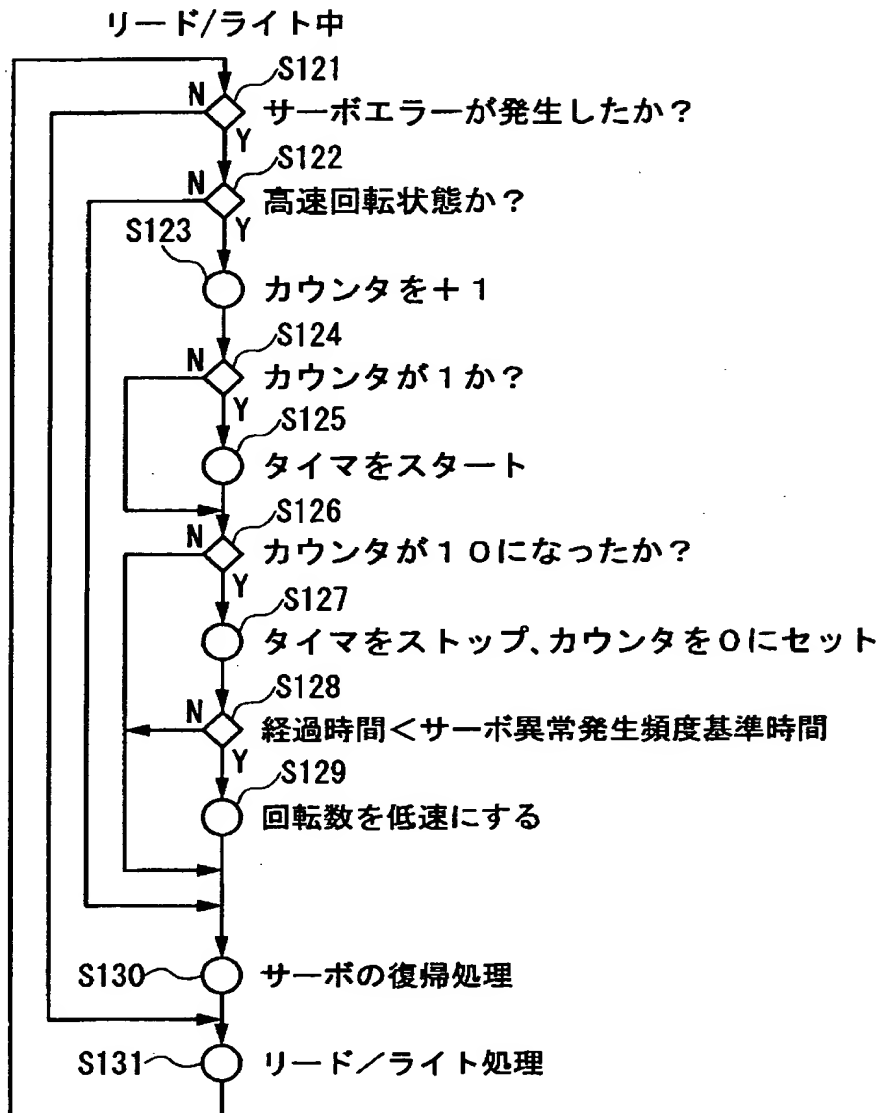 リード/ライト中
S121
N
サーボエラーが発生したか？
Y
S122
N
高速回転状態か？
Y
S123
カウンタを＋１
S124
N
カウンタが１か？
Y
S125
タイマをスタート
S126
N
カウンタが１０になったか？
Y
S127
タイマをストップ、カウンタを０にセット
S128
N
経過時間＜サーボ異常発生頻度基準時間
Y
S129
回転数を低速にする
S130
サーボの復帰処理
S131
リード／ライト処理